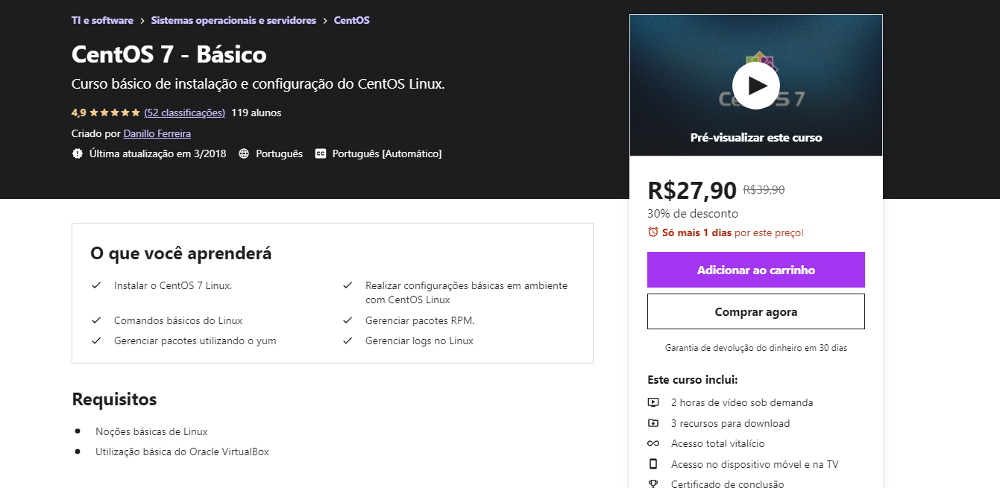 TI e software > Sistemas operacionais e servidores > CentOS
CentOS 7 - Básico
Curso básico de instalação e configuração do CentOS Linux.
4,9 (52 classificações) 119 alunos
Criado por Danillo Ferreira
Última atualização em 3/2018 Português Português [Automático]
Pré-visualizar este curso
R$27,90 R$39,90
30% de desconto
Só mais 1 dias por este preço!
Adicionar ao carrinho
Comprar agora
Garantia de devolução do dinheiro em 30 dias
Este curso inclui:
2 horas de vídeo sob demanda
3 recursos para download
Acesso total vitalício
Acesso no dispositivo móvel e na TV
Certificado de conclusão
O que você aprenderá
Instalar o CentOS 7 Linux.
Realizar configurações básicas em ambiente
com CentOS Linux
Comandos básicos do Linux
Gerenciar pacotes RPM.
Gerenciar pacotes utilizando o yum
Gerenciar logs no Linux
Requisitos
Noções básicas de Linux
Utilização básica do Oracle VirtualBox